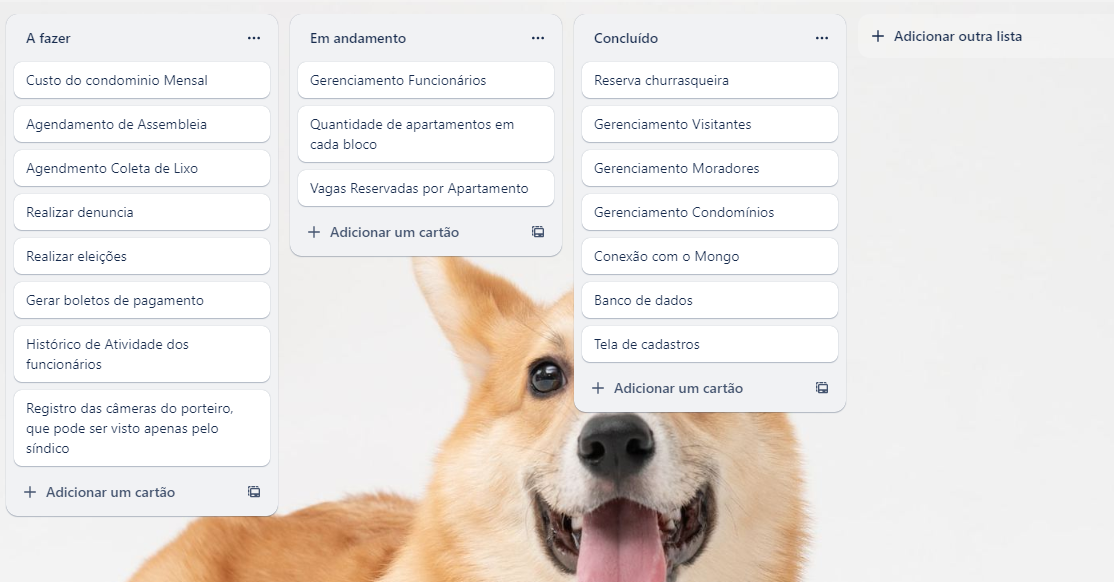 A fazer
Custo do condominio Mensal
Agendamento de Assembleia
Agendmento Coleta de Lixo
Realizar denuncia
Realizar eleições
Gerar boletos de pagamento
Histórico de Atividade dos
funcionários
Registro das câmeras do porteiro,
que pode ser visto apenas pelo
síndico
Adicionar um cartão
Em andamento
Gerenciamento Funcionários
Quantidade de apartamentos em
cada bloco
Vagas Reservadas por Apartamento
Adicionar um cartão
Concluído
Reserva churrasqueira
Gerenciamento Visitantes
Gerenciamento Moradores
Gerenciamento Condomínios
Conexão com o Mongo
Banco de dados
Tela de cadastros
Adicionar um cartão
Adicionar outra lista